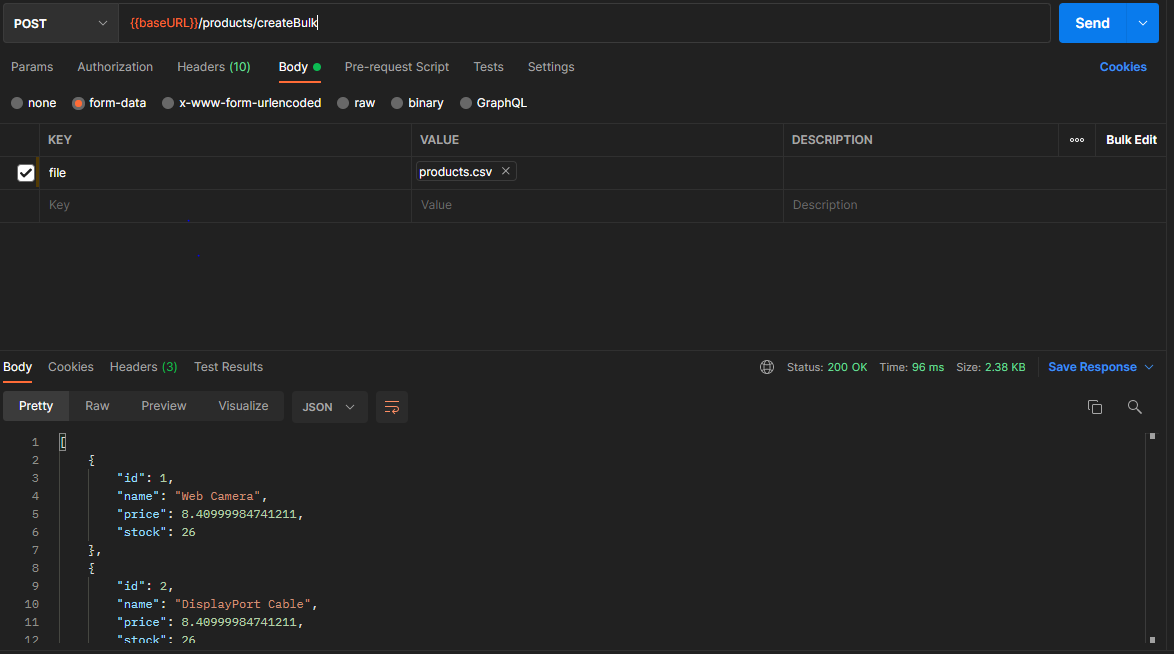 POST {{baseURL}}/products/createBulk Send
Params Authorization Headers (10) Body Pre-request Script Tests Settings Cookies
none form-data x-www-form-urlencoded raw binary GraphQL
KEY VALUE DESCRIPTION Bulk Edit
file products.csv
Key Value Description
Body Cookies Headers (3) Test Results Status: 200 OK Time: 96 ms Size: 2.38 KB Save Response
Pretty Raw Preview Visualize JSON
1 [
2 {
3 "id": 1,
4 "name": "Web Camera",
5 "price": 8.40999984741211,
6 "stock": 26
7 },
8 {
9 "id": 2,
10 "name": "DisplayPort Cable",
11 "price": 8.40999984741211,
12 "stock": 26